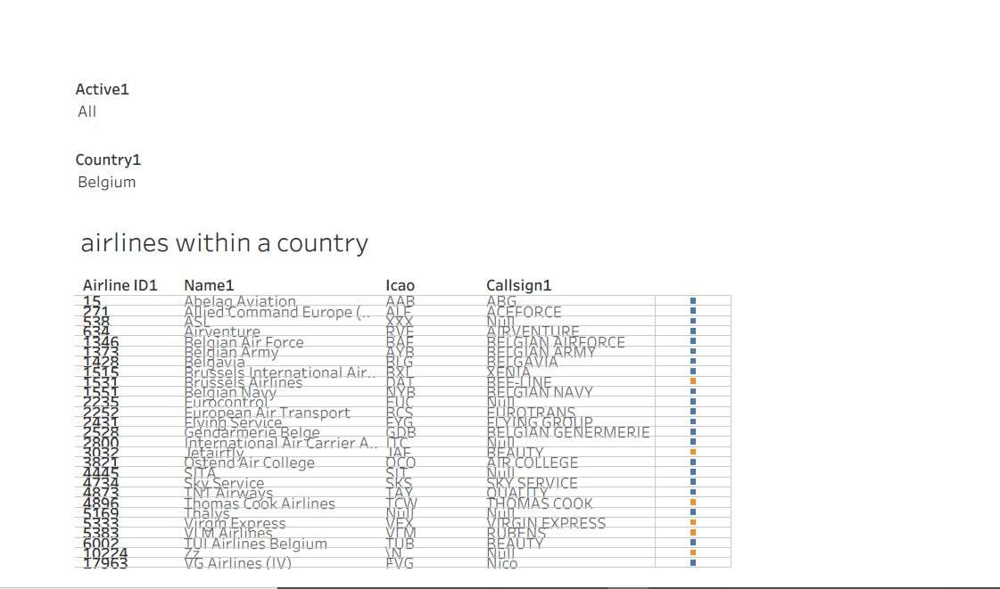 Active1
All
Country1
Belgium
airlines within a country
Airline ID1 Name1 Icao Callsign1
15 Abelag Aviation AAB ABG
271 Allied Command Europe (.. ALF ACEFORCE
538 ASL XXX Null
634 Airventure RVE AIRVENTURE
1346 Belgian Air Force BAF BELGIAN AIRFORCE
1373 Belgian Army AYB BELGIAN ARMY
1428 Belgavia BLG BELGAVIA
1515 Brussels International Air.. BXI XENIA
1531 Brussels Airlines DAT BEE-LINE
1551 Belgian Navy NYB BELGIAN NAVY
2235 Eurocontrol EUC Null
2252 European Air Transport BCS EUROTRANS
2431 Flying Service FYG FLYING GROUP
2528 Gendarmerie Belge GDB BELGIAN GENERMERIE
2800 International Air Carrier A.. ITC Null
3032 Jetairfly JAF BEAUTY
3821 Ostend Air College OCO AIR COLLEGE
4445 SITA SIT Null
4734 Sky Service SKS SKY SERVICE
4873 TNT Airways TAY QUALITY
4896 Thomas Cook Airlines TCW THOMAS COOK
5169 Thalys Null Null
5333 Virgin Express VEX VIRGIN EXPRESS
5383 VLM Airlines VLM RUBENS
6002 TUI Airlines Belgium TUB BEAUTY
10224 Zz \N Null
17963 VG Airlines (IV) FVG Nico